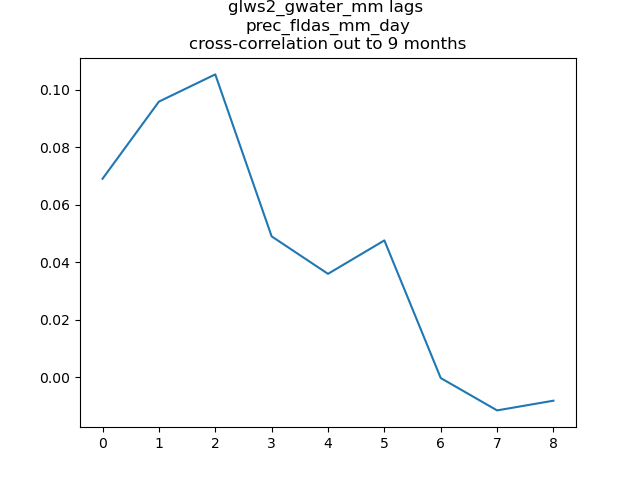 glws2_gwater_mm lags
prec_fldas_mm_day
cross-correlation out to 9 months
0.10
0.08
0.06
0.04
0.02
0.00
0 1 2 3 4 5 6 7 8